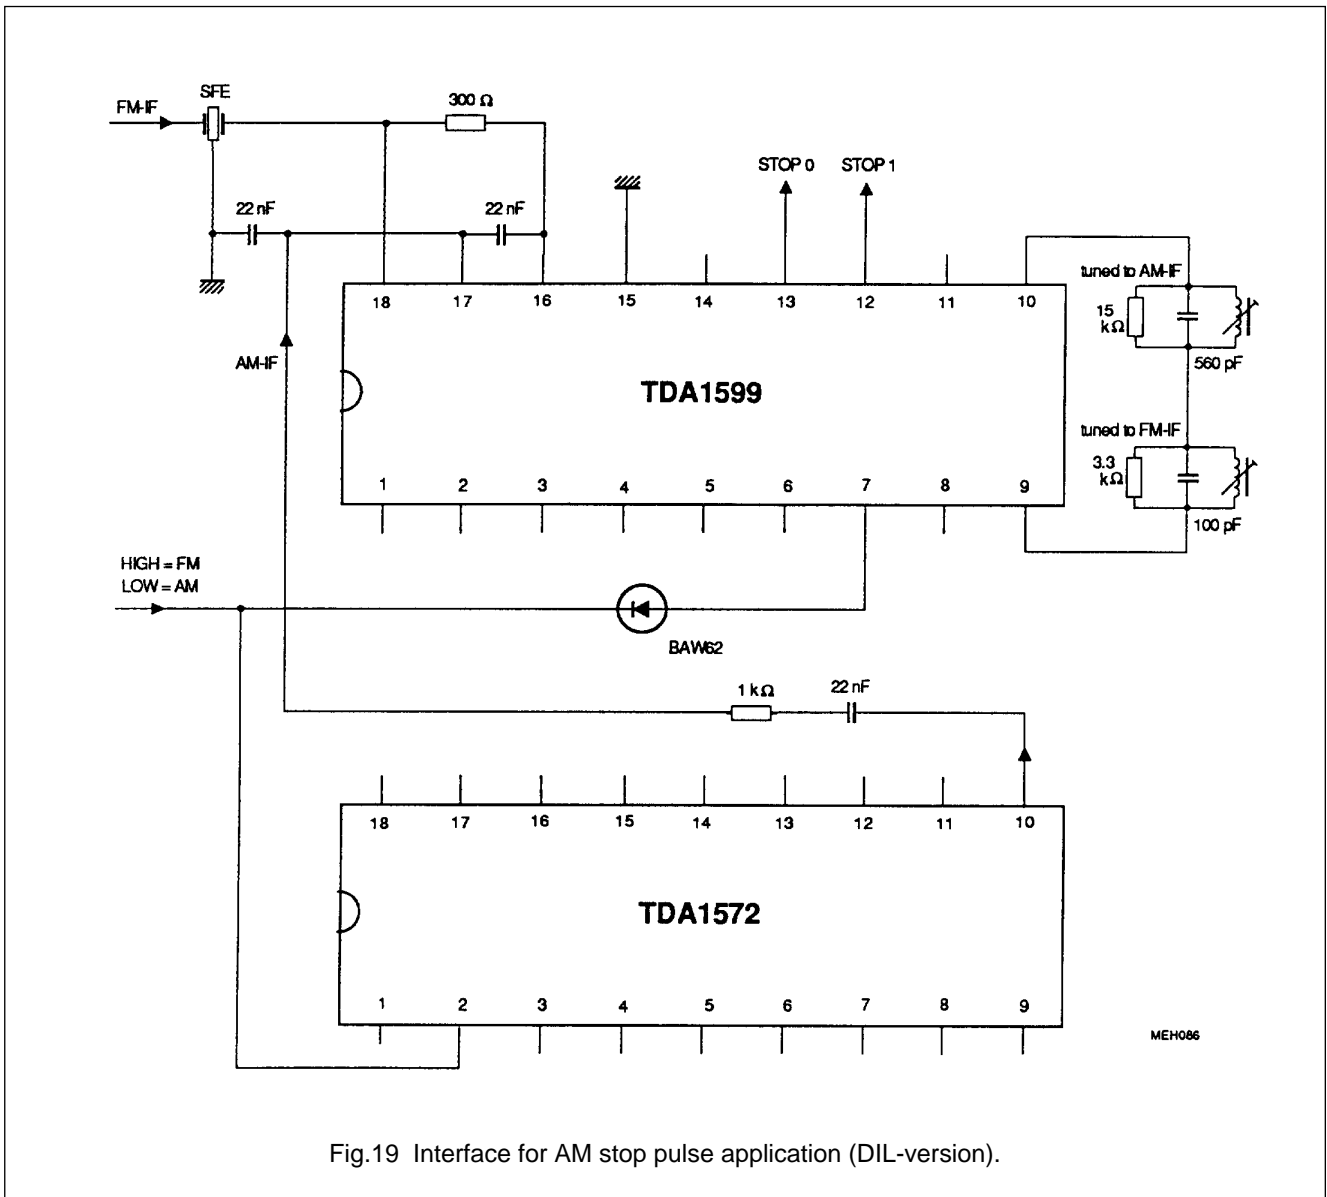 SFE
FM-IF
300 Ω
STOP 0 STOP 1
22 nF 22 nF
18 17 16 15 14 13 12 11 10
tuned to AM-IF
15
kΩ
560 pF
AM-IF
TDA1599
tuned to FM-IF
3.3
kΩ
100 pF
1 2 3 4 5 6 7 8 9
HIGH = FM
LOW = AM
BAW62
1 kΩ 22 nF
18 17 16 15 14 13 12 11 10
TDA1572
1 2 3 4 5 6 7 8 9
MEH086
Fig.19 Interface for AM stop pulse application (DIL-version).